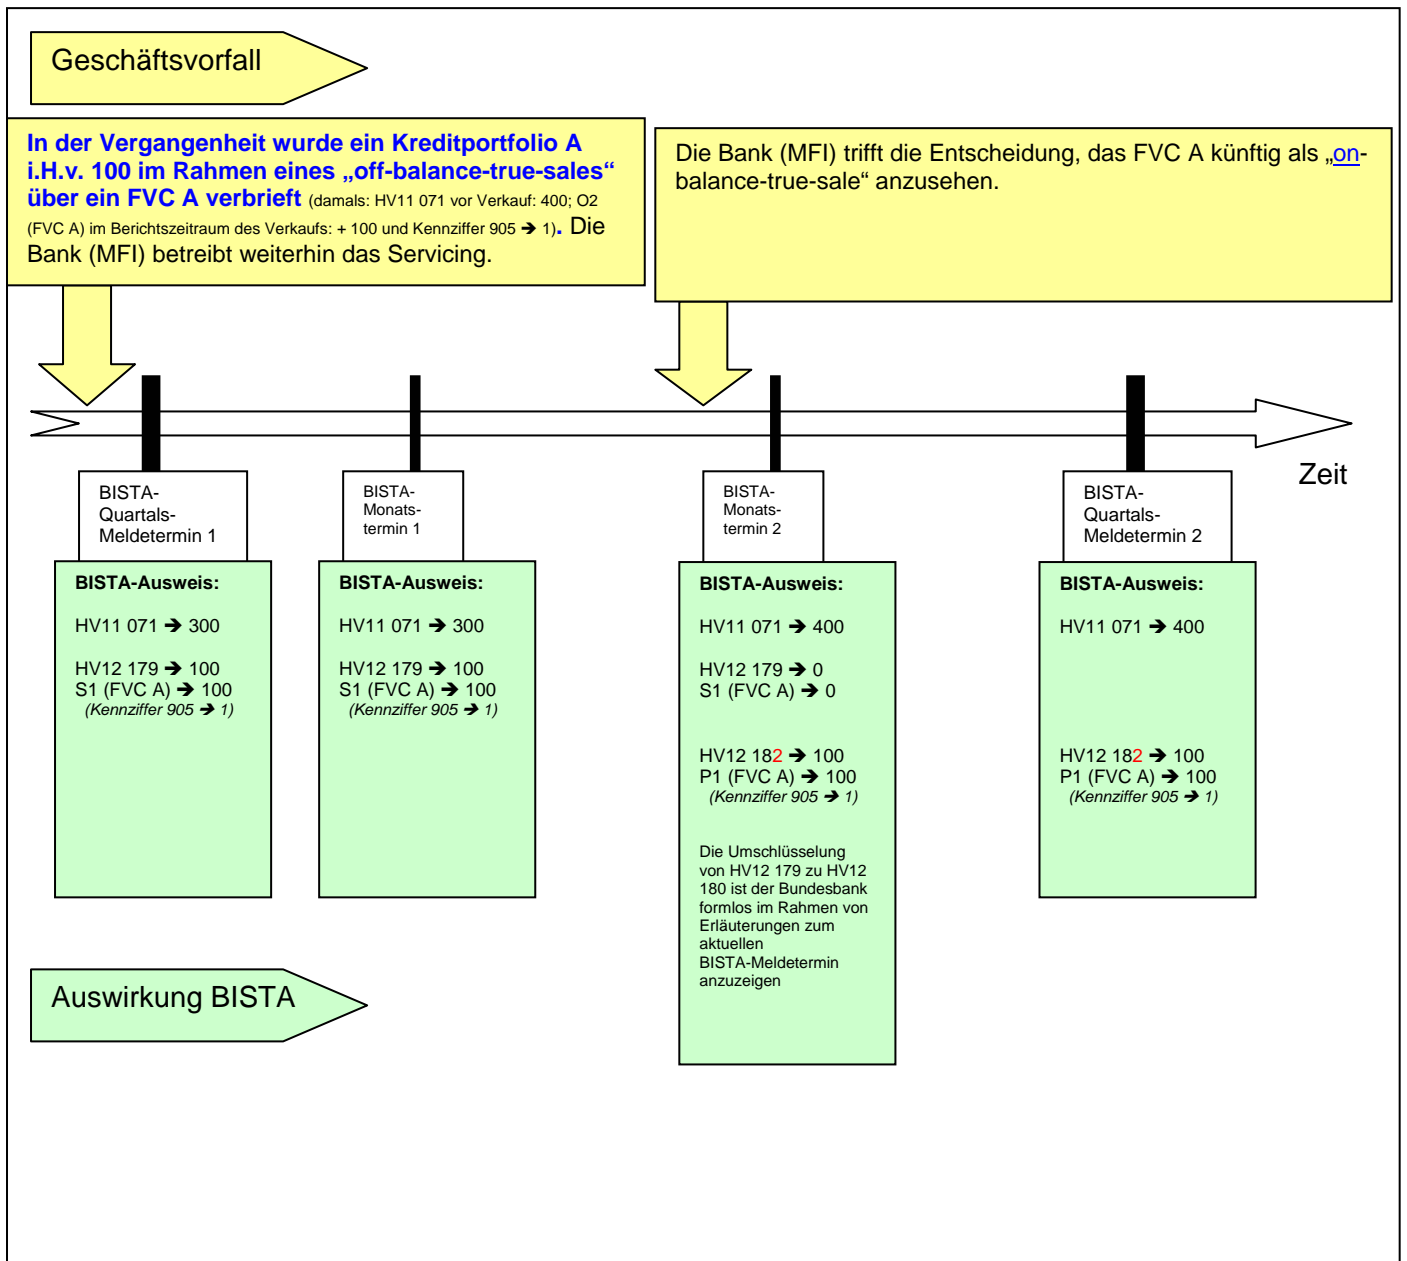 Geschäftsvorfall
In der Vergangenheit wurde ein Kreditportfolio A
i.H.v. 100 im Rahmen eines „off-balance-true-sales“
über ein FVC A verbrieft (damals: HV11 071 vor Verkauf: 400; O2
(FVC A) im Berichtszeitraum des Verkaufs: + 100 und Kennziffer 905 ➔ 1). Die
Bank (MFI) betreibt weiterhin das Servicing.
Die Bank (MFI) trifft die Entscheidung, das FVC A künftig als „on-
balance-true-sale“ anzusehen.
Zeit
BISTA-
Quartals-
Meldetermin 1
BISTA-Ausweis:
HV11 071 ➔ 300
HV12 179 ➔ 100
S1 (FVC A) ➔ 100
(Kennziffer 905 ➔ 1)
BISTA-
Monats-
termin 1
BISTA-Ausweis:
HV11 071 ➔ 300
HV12 179 ➔ 100
S1 (FVC A) ➔ 100
(Kennziffer 905 ➔ 1)
BISTA-
Monats-
termin 2
BISTA-Ausweis:
HV11 071 ➔ 400
HV12 179 ➔ 0
S1 (FVC A) ➔ 0
HV12 182 ➔ 100
P1 (FVC A) ➔ 100
(Kennziffer 905 ➔ 1)
Die Umschlüsselung
von HV12 179 zu HV12
180 ist der Bundesbank
formlos im Rahmen von
Erläuterungen zum
aktuellen
BISTA-Meldetermin
anzuzeigen
BISTA-
Quartals-
Meldetermin 2
BISTA-Ausweis:
HV11 071 ➔ 400
HV12 182 ➔ 100
P1 (FVC A) ➔ 100
(Kennziffer 905 ➔ 1)
Auswirkung BISTA